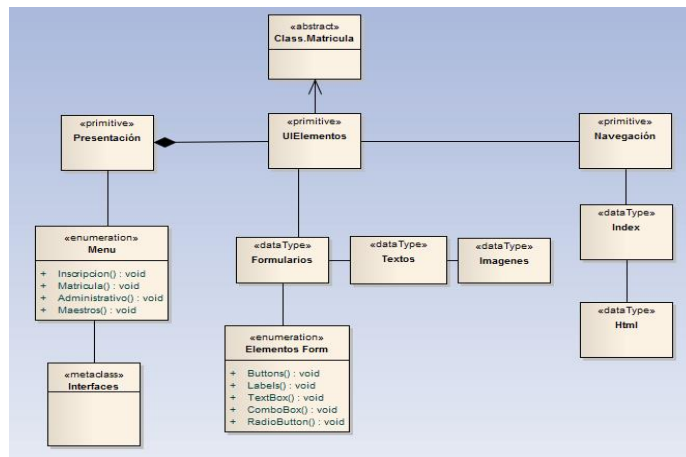 «abstract»
Class.Matricula
«primitive»
Presentación
«primitive»
UIElementos
«primitive»
Navegación
«enumeration»
Menu
+ Inscripcion() : void
+ Matricula() : void
+ Administrativo() : void
+ Maestros() : void
«dataType»
Formularios
«dataType»
Textos
«dataType»
Imagenes
«dataType»
Index
«dataType»
Html
«enumeration»
Elementos Form
+ Buttons() : void
+ Labels() : void
+ TextBox() : void
+ ComboBox() : void
+ RadioButton() : void
«metaclass»
Interfaces